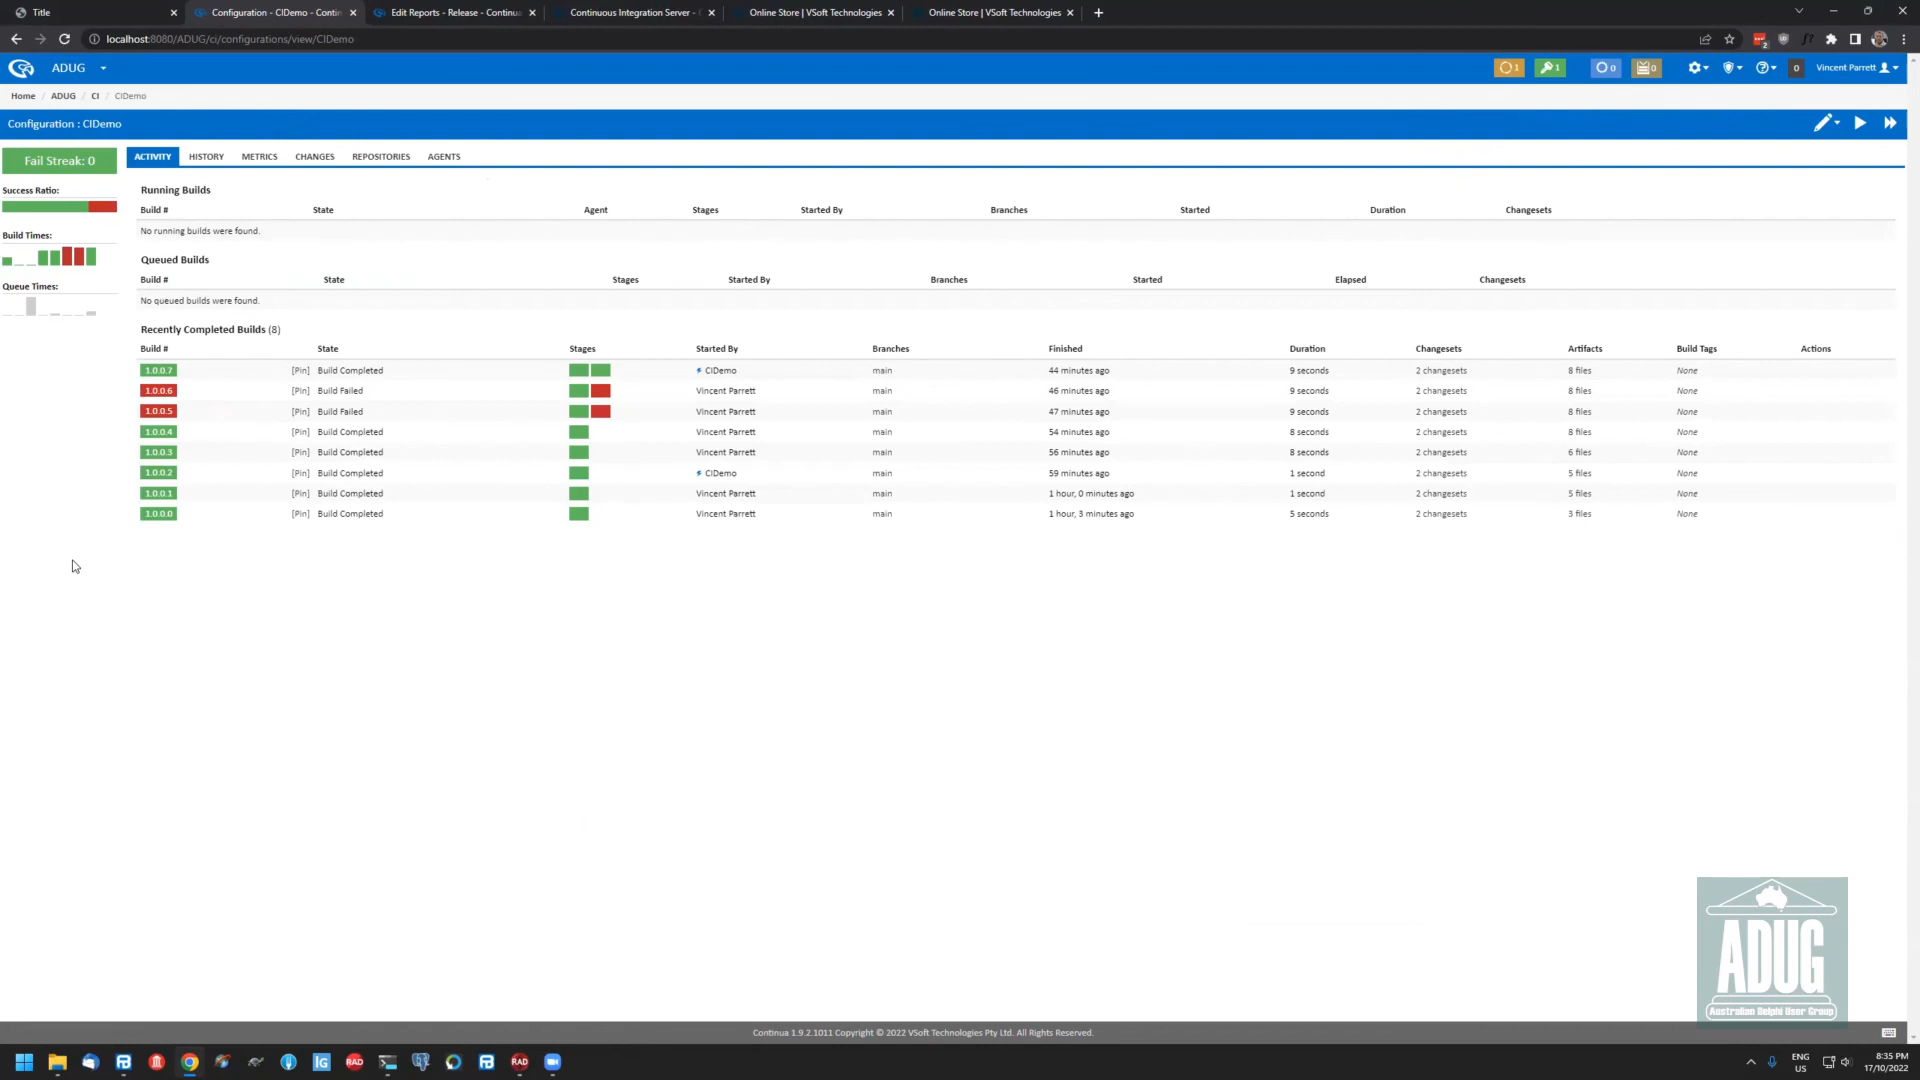 Title
Configuration - CIDemo - Contin
Edit Reports - Release - Continua
Continuous Integration Server -
Online Store | VSoft Technologies
Online Store | VSoft Technologies
localhost:8080/ADUG/ci/configurations/view/CIDemo
2
ADUG
1
1
0
0
0
Vincent Parrett
Home / ADUG / CI / CIDemo
Configuration : CIDemo
Fail Streak: 0
ACTIVITY HISTORY METRICS CHANGES REPOSITORIES AGENTS
Success Ratio:
Build Times:
Queue Times:
Running Builds
Build # State Agent Stages Started By Branches Started Duration Changesets
No running builds were found.
Queued Builds
Build # State Stages Started By Branches Started Elapsed Changesets
No queued builds were found.
Recently Completed Builds (8)
Build # State Stages Started By Branches Finished Duration Changesets Artifacts Build Tags Actions
1.0.0.7 [Pin] Build Completed CIDemo main 44 minutes ago 9 seconds 2 changesets 8 files None
1.0.0.6 [Pin] Build Failed Vincent Parrett main 46 minutes ago 9 seconds 2 changesets 8 files None
1.0.0.5 [Pin] Build Failed Vincent Parrett main 47 minutes ago 9 seconds 2 changesets 8 files None
1.0.0.4 [Pin] Build Completed Vincent Parrett main 54 minutes ago 8 seconds 2 changesets 8 files None
1.0.0.3 [Pin] Build Completed Vincent Parrett main 56 minutes ago 8 seconds 2 changesets 6 files None
1.0.0.2 [Pin] Build Completed CIDemo main 59 minutes ago 1 second 2 changesets 5 files None
1.0.0.1 [Pin] Build Completed Vincent Parrett main 1 hour, 0 minutes ago 1 second 2 changesets 5 files None
1.0.0.0 [Pin] Build Completed Vincent Parrett main 1 hour, 3 minutes ago 5 seconds 2 changesets 3 files None
ADUG
Australian Delphi User Group
Continua 1.9.2.1011 Copyright © 2022 VSoft Technologies Pty Ltd. All Rights Reserved.
IG
RAD
RAD
ENG
US
8:35 PM
17/10/2022